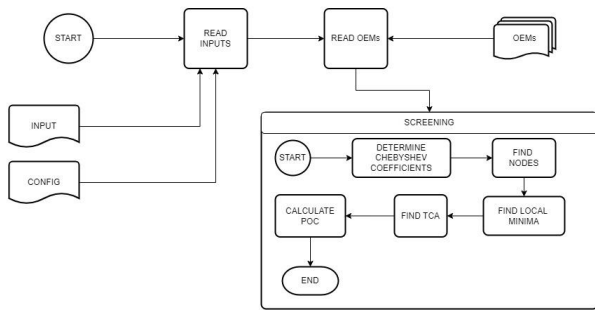 START
READ
INPUTS
READ OEMs
OEMs
INPUT
CONFIG
SCREENING
START
DETERMINE
CHEBYSHEV
COEFFICIENTS
FIND
NODES
CALCULATE
POC
FIND TCA
FIND LOCAL
MINIMA
END